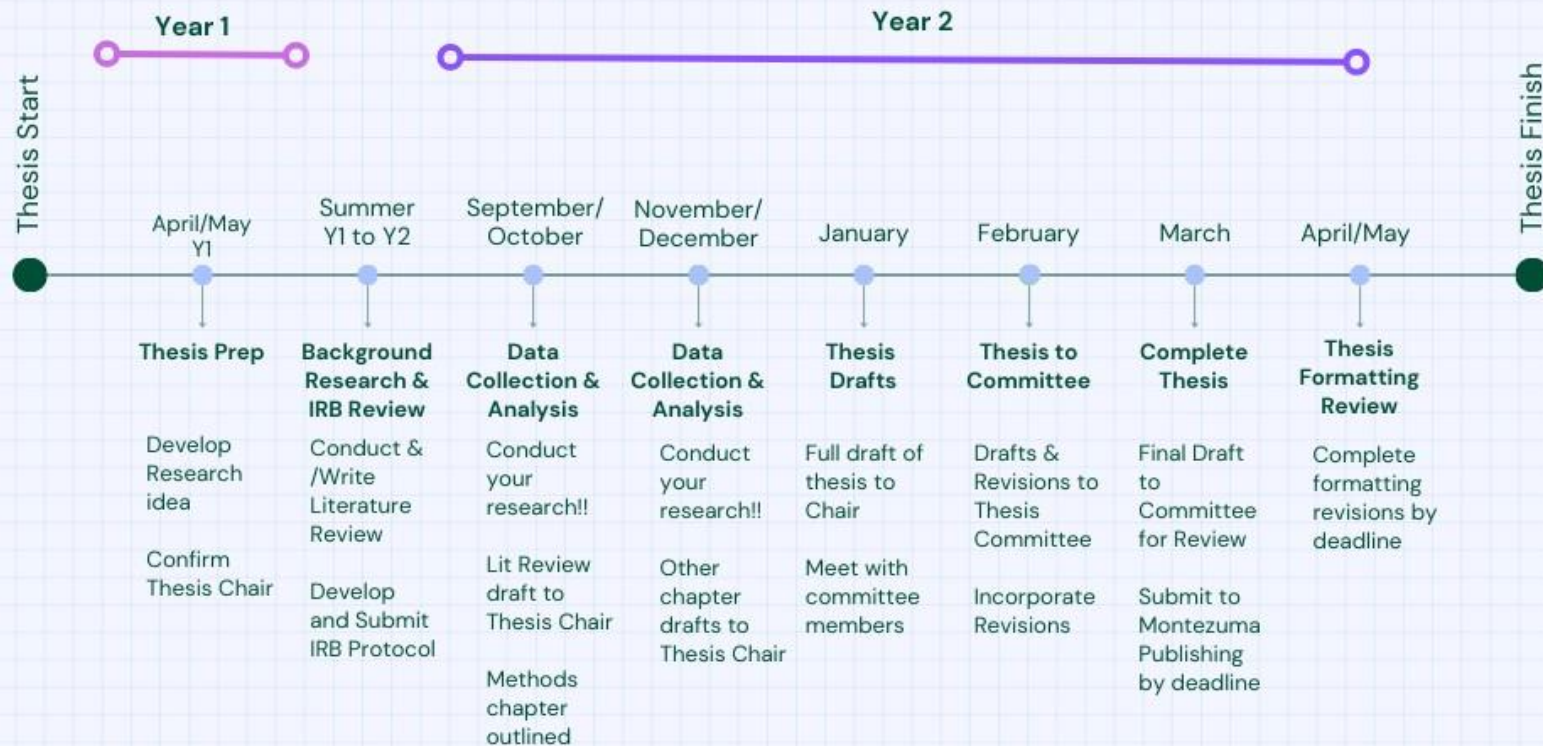 Year 1
Year 2
Thesis Start
Thesis Finish
April/May
Y1
Thesis Prep
Develop
Research
idea
Confirm
Thesis Chair
Summer
Y1 to Y2
Background
Research &
IRB Review
Conduct &
/Write
Literature
Review
Develop
and Submit
IRB Protocol
September/
October
Data
Collection &
Analysis
Conduct
your
research!!
Lit Review
draft to
Thesis Chair
Methods
chapter
outlined
November/
December
Data
Collection &
Analysis
Conduct
your
research!!
Other
chapter
drafts to
Thesis Chair
January
Thesis
Drafts
Full draft of
thesis to
Chair
Meet with
committee
members
February
Thesis to
Committee
Drafts &
Revisions to
Thesis
Committee
Incorporate
Revisions
March
Complete
Thesis
Final Draft
to
Committee
for Review
Submit to
Montezuma
Publishing
by deadline
April/May
Thesis
Formatting
Review
Complete
formatting
revisions by
deadline